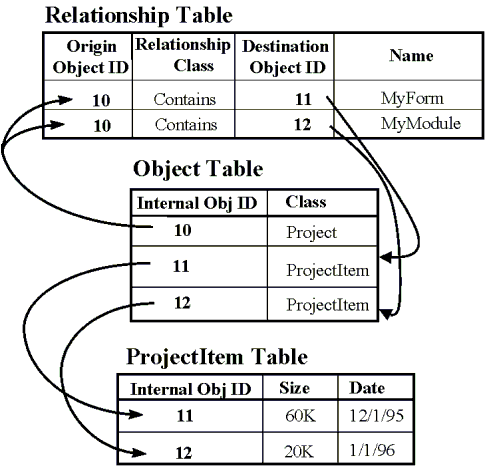 Relationship Table
Origin Object ID Relationship Class Destination Object ID Name
10 Contains 11 MyForm
10 Contains 12 MyModule
Object Table
Internal Obj ID Class
10 Project
11 ProjectItem
12 ProjectItem
ProjectItem Table
Internal Obj ID Size Date
11 60K 12/1/95
12 20K 1/1/96